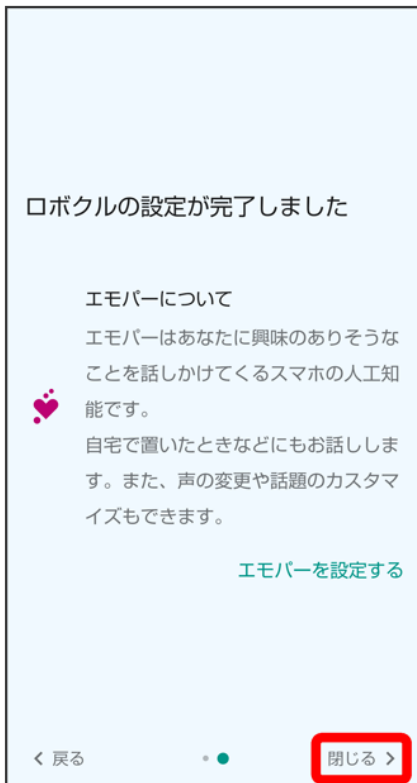 ロボクルの設定が完了しました
エモパーについて
エモパーはあなたに興味のありそうな
ことを話しかけてくるスマホの人工知
能です。
自宅で置いたときなどにもお話ししま
す。また、声の変更や話題のカスタマ
イズもできます。
エモパーを設定する
戻る
閉じる